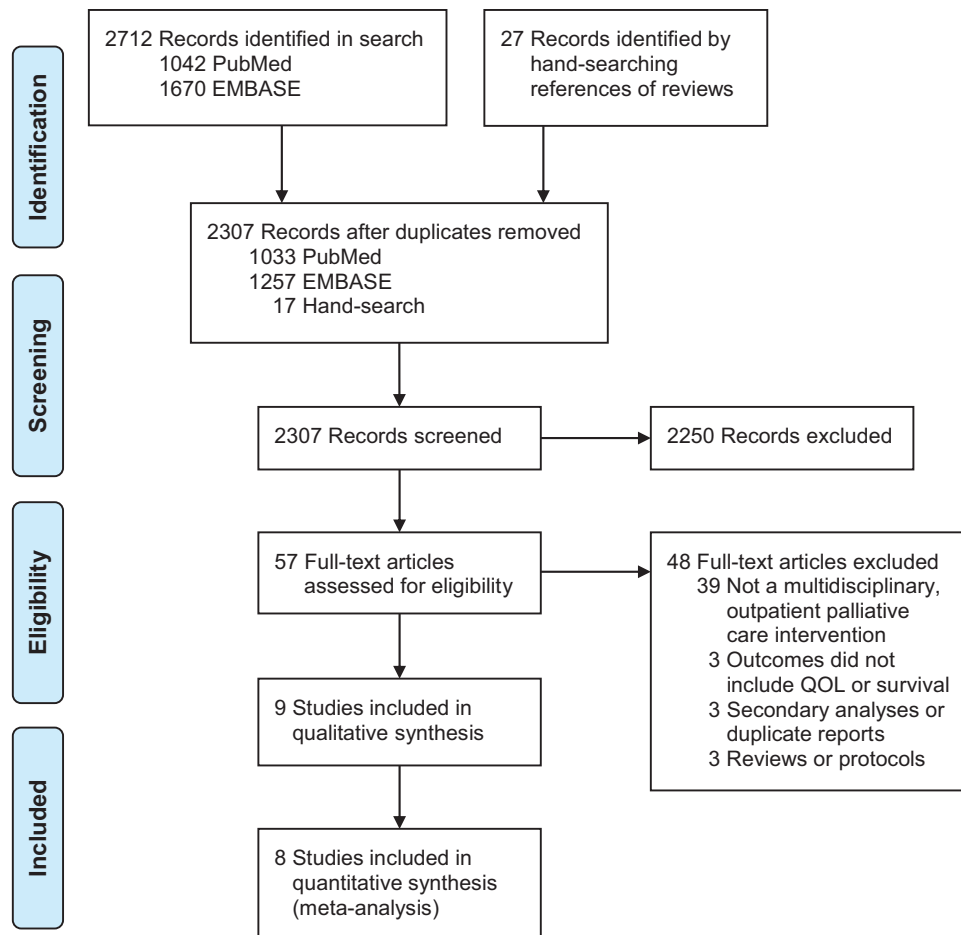 Identification
2712 Records identified in search
1042 PubMed
1670 EMBASE
27 Records identified by
hand-searching
references of reviews
2307 Records after duplicates removed
1033 PubMed
1257 EMBASE
17 Hand-search
Screening
2307 Records screened
2250 Records excluded
Eligibility
57 Full-text articles
assessed for eligibility
48 Full-text articles excluded
39 Not a multidisciplinary,
outpatient palliative
care intervention
3 Outcomes did not
include QOL or survival
3 Secondary analyses or
duplicate reports
3 Reviews or protocols
9 Studies included in
qualitative synthesis
Included
8 Studies included in
quantitative synthesis
(meta-analysis)